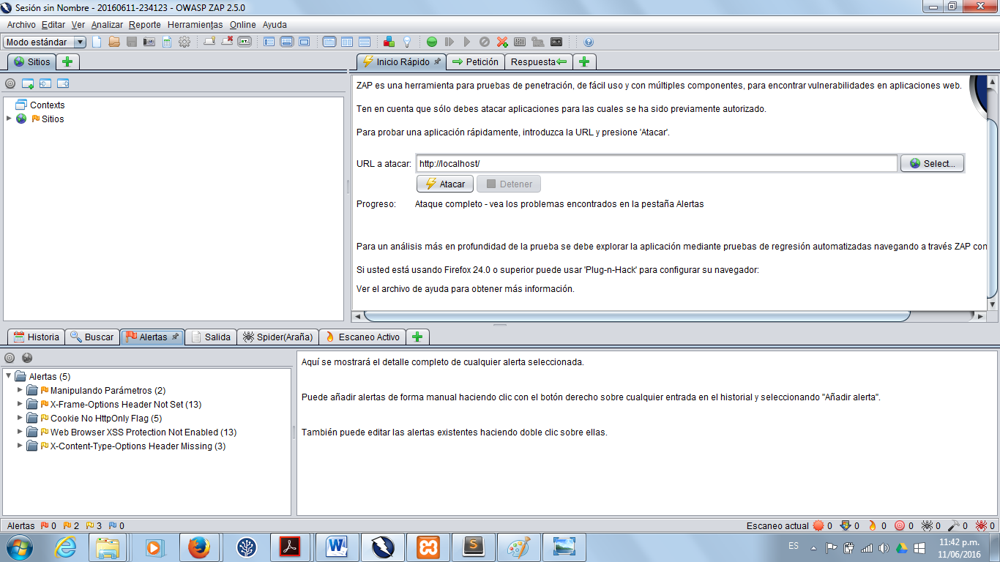 Sesión sin Nombre - 20160611-234123 - OWASP ZAP 2.5.0
Archivo Editar Ver Analizar Reporte Herramientas Online Ayuda
Modo estándar
Sitios
Inicio Rápido
Petición
Respuesta
Contexts
Sitios
ZAP es una herramienta para pruebas de penetración, de fácil uso y con múltiples componentes, para encontrar vulnerabilidades en aplicaciones web.
Ten en cuenta que sólo debes atacar aplicaciones para las cuales se ha sido previamente autorizado.
Para probar una aplicación rápidamente, introduzca la URL y presione 'Atacar'.
URL a atacar: http://localhost/ Select...
Atacar Detener
Progreso: Ataque completo - vea los problemas encontrados en la pestaña Alertas
Para un análisis más en profundidad de la prueba se debe explorar la aplicación mediante pruebas de regresión automatizadas navegando a través ZAP con
Si usted está usando Firefox 24.0 o superior puede usar 'Plug-n-Hack' para configurar su navegador:
Ver el archivo de ayuda para obtener más información.
Historia Buscar Alertas Salida Spider(Araña) Escaneo Activo
Alertas (5)
Manipulando Parámetros (2)
X-Frame-Options Header Not Set (13)
Cookie No HttpOnly Flag (5)
Web Browser XSS Protection Not Enabled (13)
X-Content-Type-Options Header Missing (3)
Aquí se mostrará el detalle completo de cualquier alerta seleccionada.
Puede añadir alertas de forma manual haciendo clic con el botón derecho sobre cualquier entrada en el historial y seleccionando "Añadir alerta".
También puede editar las alertas existentes haciendo doble clic sobre ellas.
Alertas 0 2 3 0
Escaneo actual 0 0 0 0 0 0 0
ES
11:42 p.m.
11/06/2016